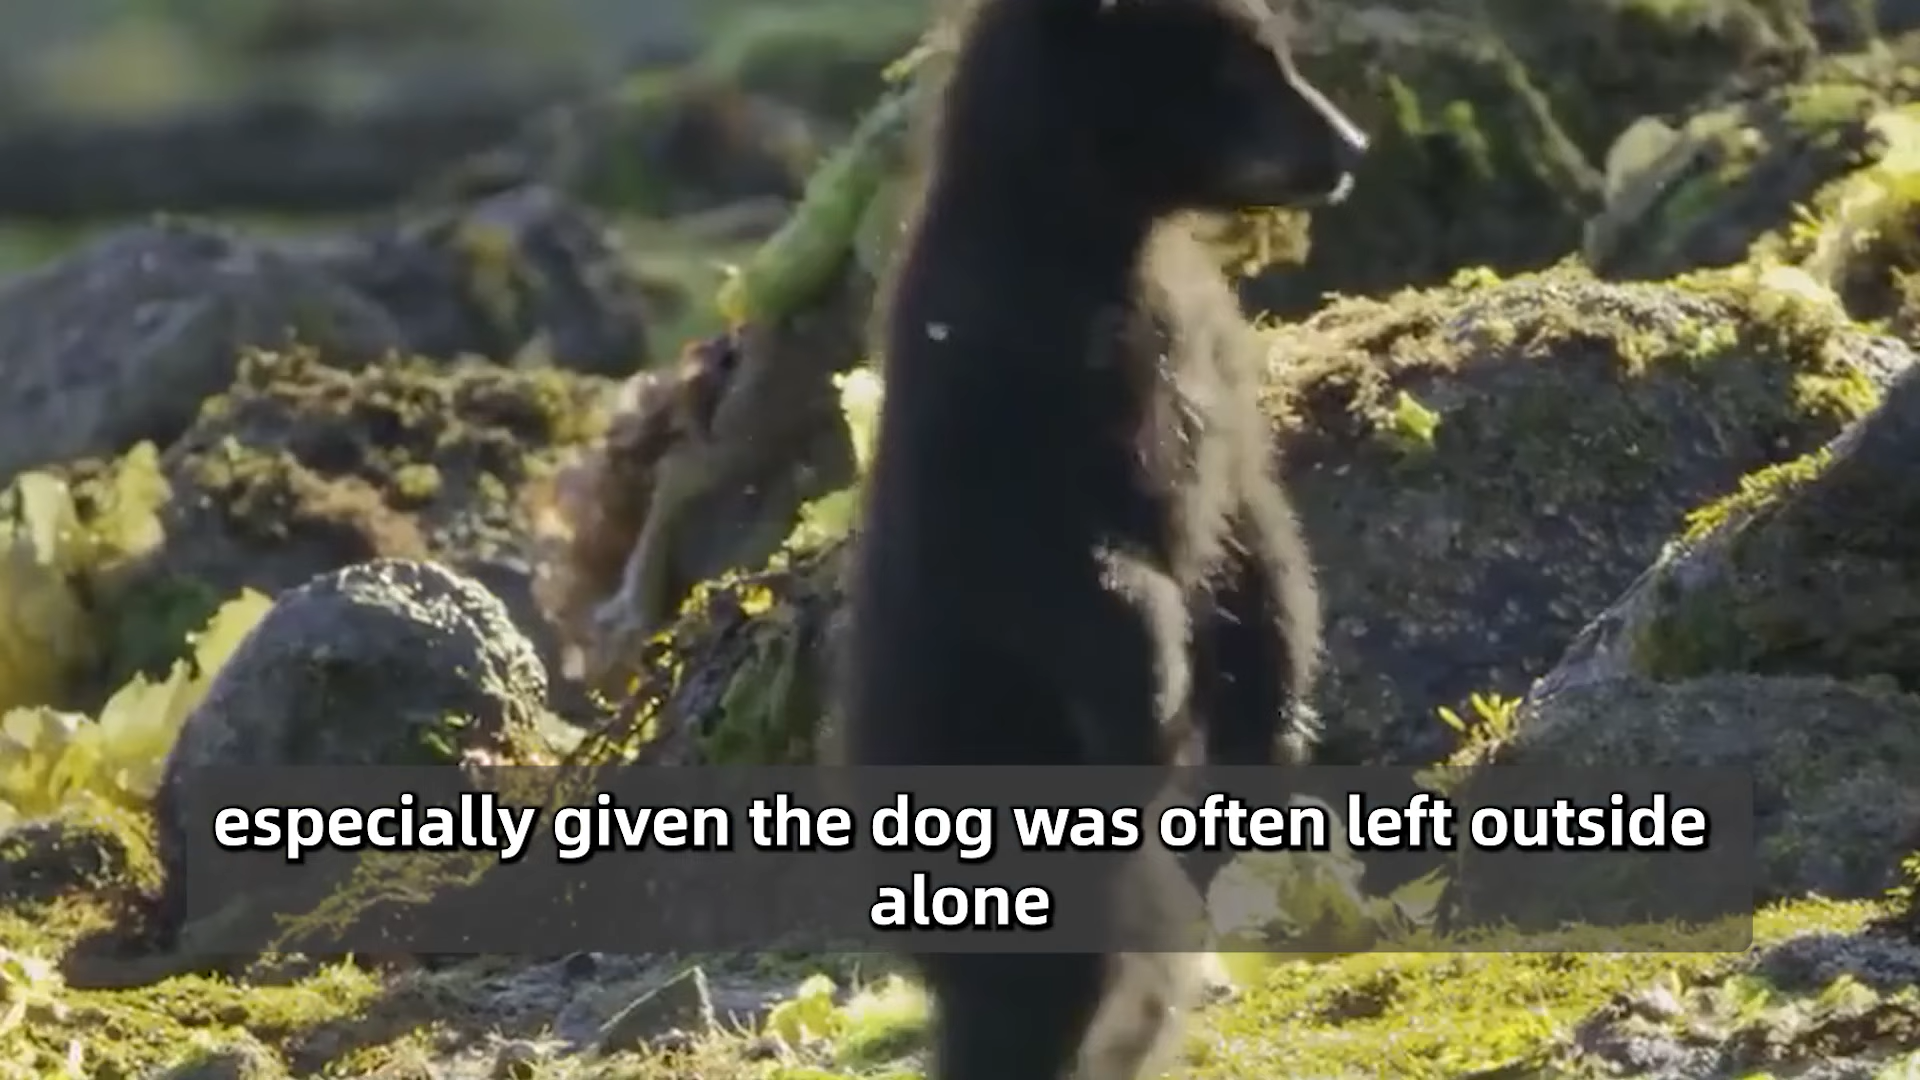 especially given the dog was often left outside
alone